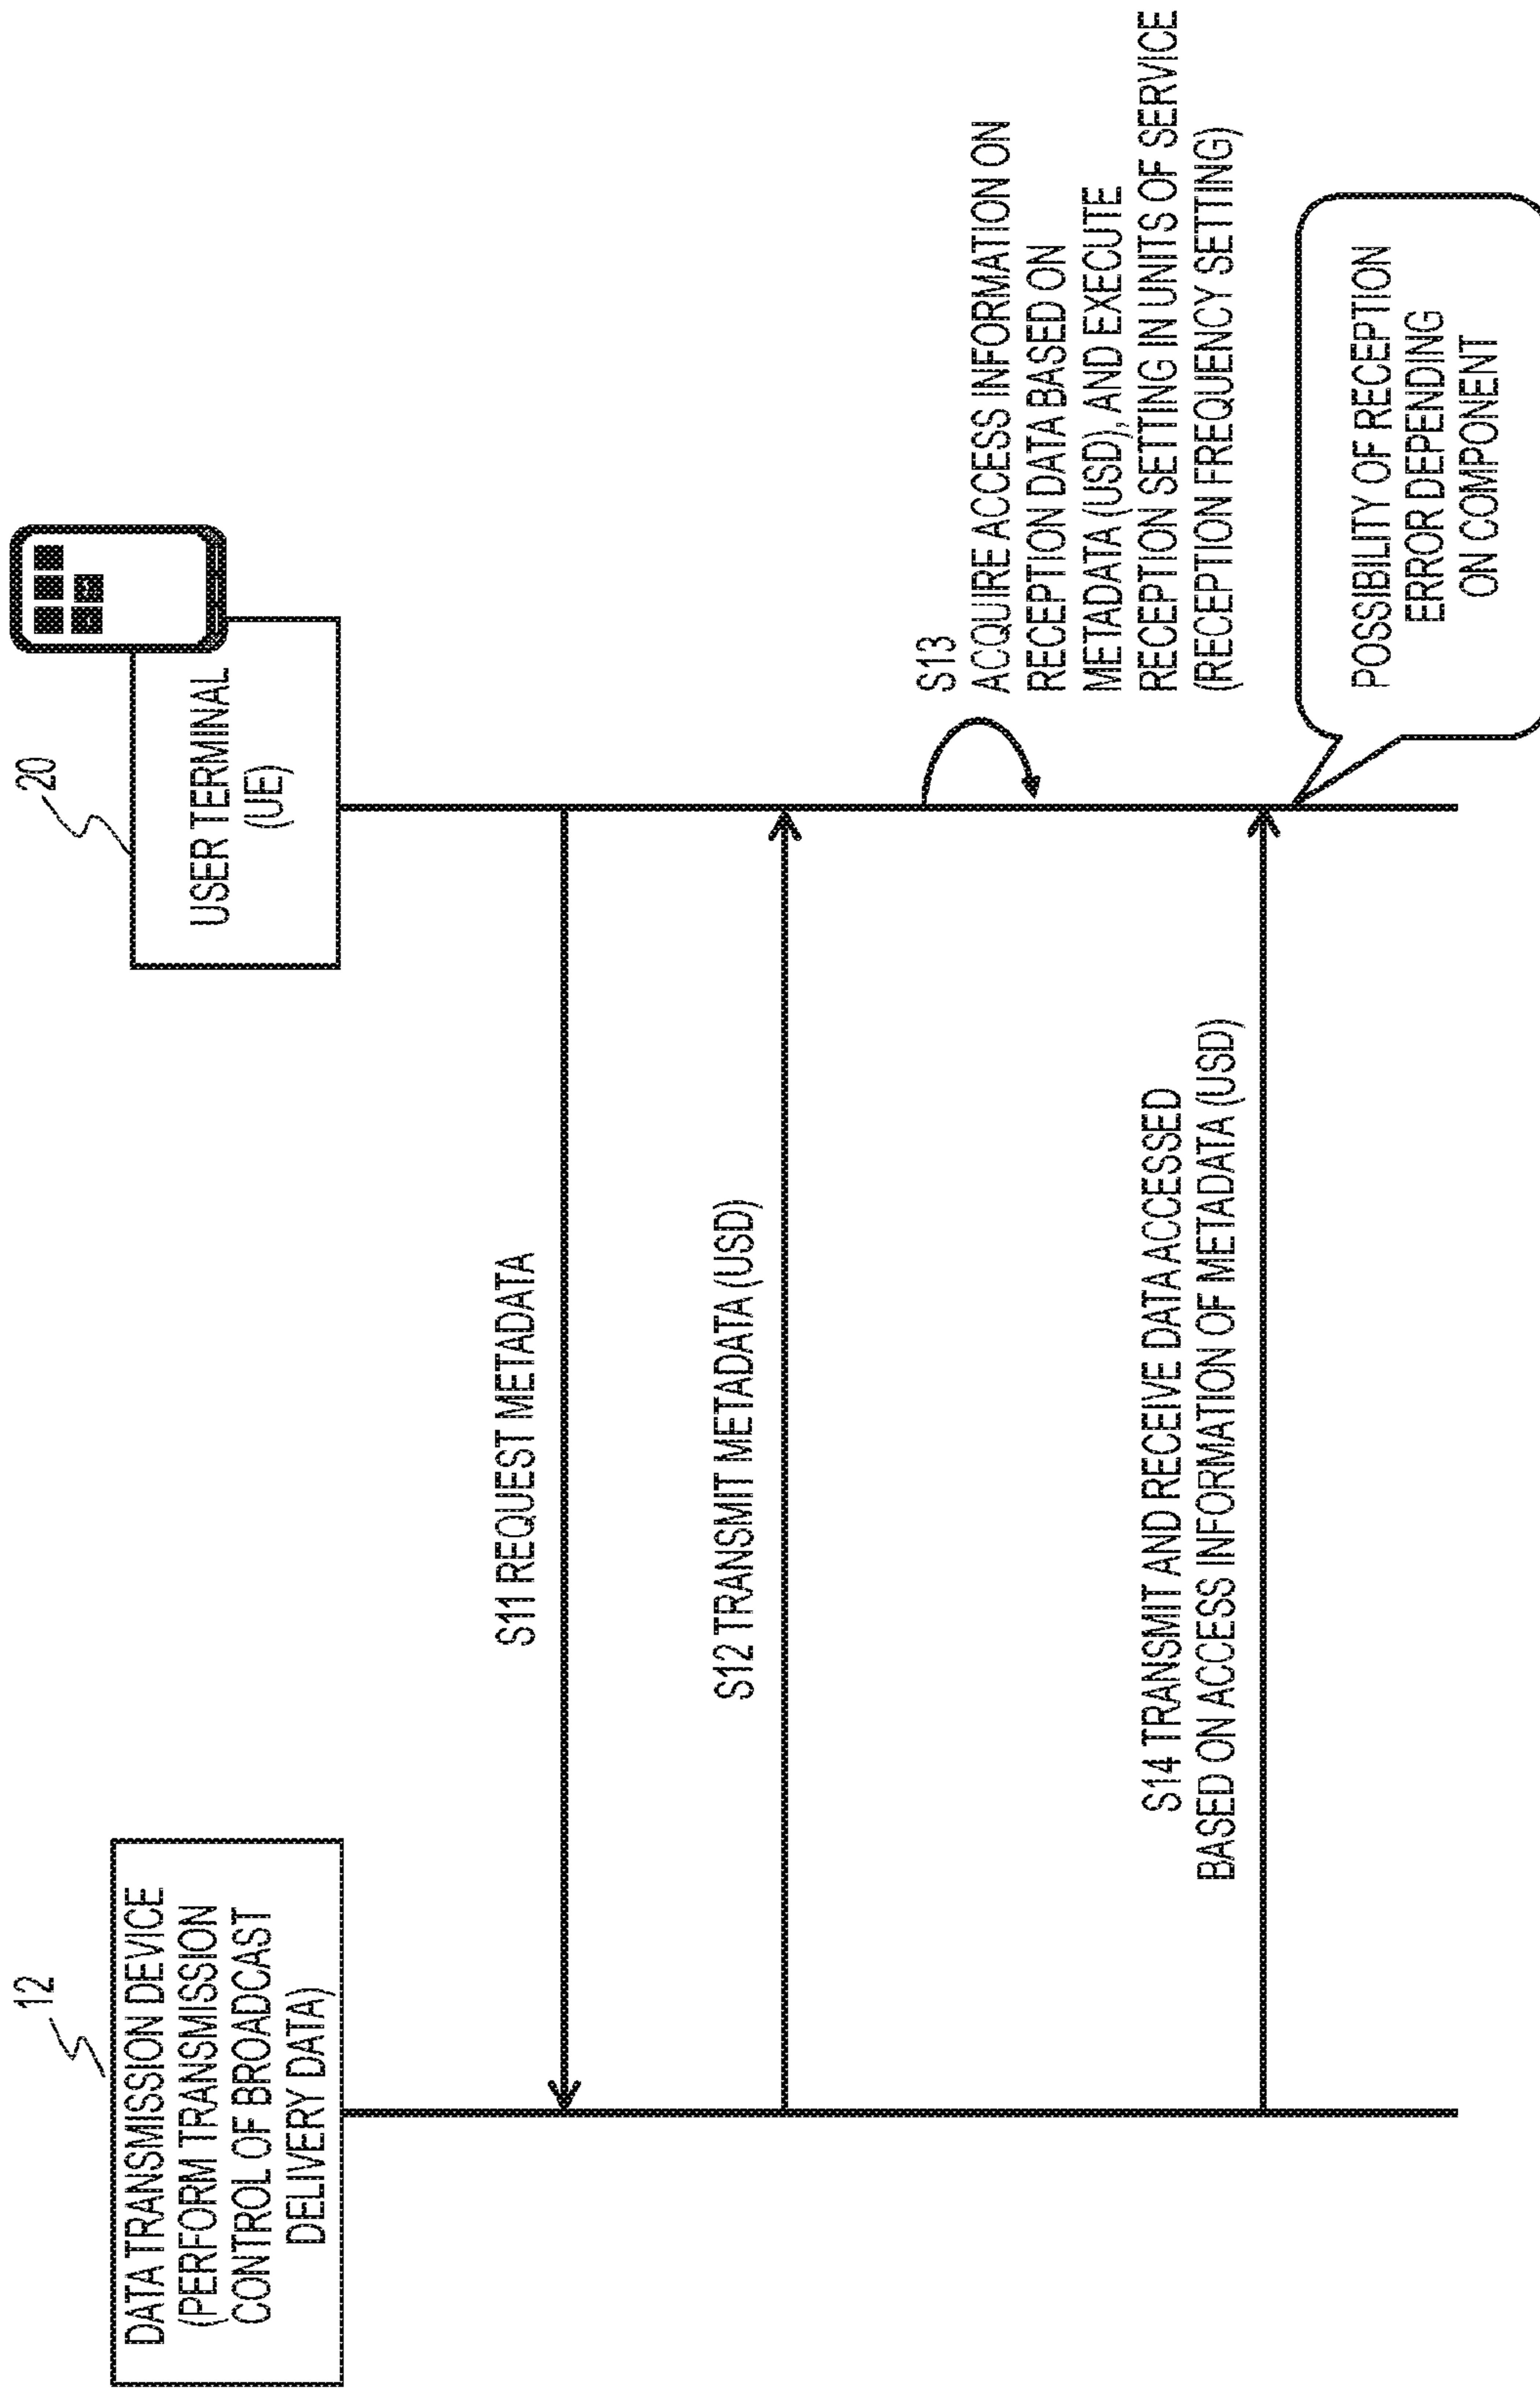 12
DATA TRANSMISSION DEVICE
(PERFORM TRANSMISSION
CONTROL OF BROADCAST
DELIVERY DATA)
20
USER TERMINAL
(UE)
S11 REQUEST METADATA
S12 TRANSMIT METADATA (USD)
S13
ACQUIRE ACCESS INFORMATION ON
RECEPTION DATA BASED ON
METADATA (USD), AND EXECUTE
RECEPTION SETTING IN UNITS OF SERVICE
(RECEPTION FREQUENCY SETTING)
S14 TRANSMIT AND RECEIVE DATA ACCESSED
BASED ON ACCESS INFORMATION OF METADATA (USD)
POSSIBILITY OF RECEPTION
ERROR DEPENDING
ON COMPONENT